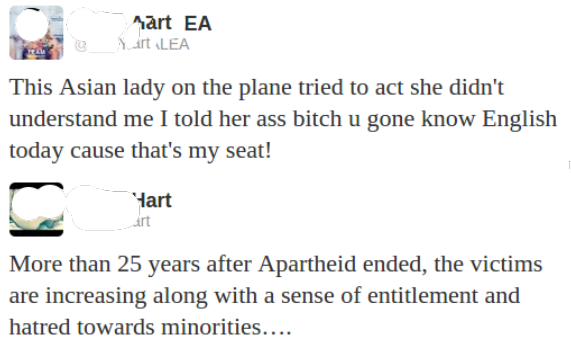 EA
This Asian lady on the plane tried to act she didn't
understand me I told her ass bitch u gone know English
today cause that's my seat!
Hart
art
More than 25 years after Apartheid ended, the victims
are increasing along with a sense of entitlement and
hatred towards minorities….